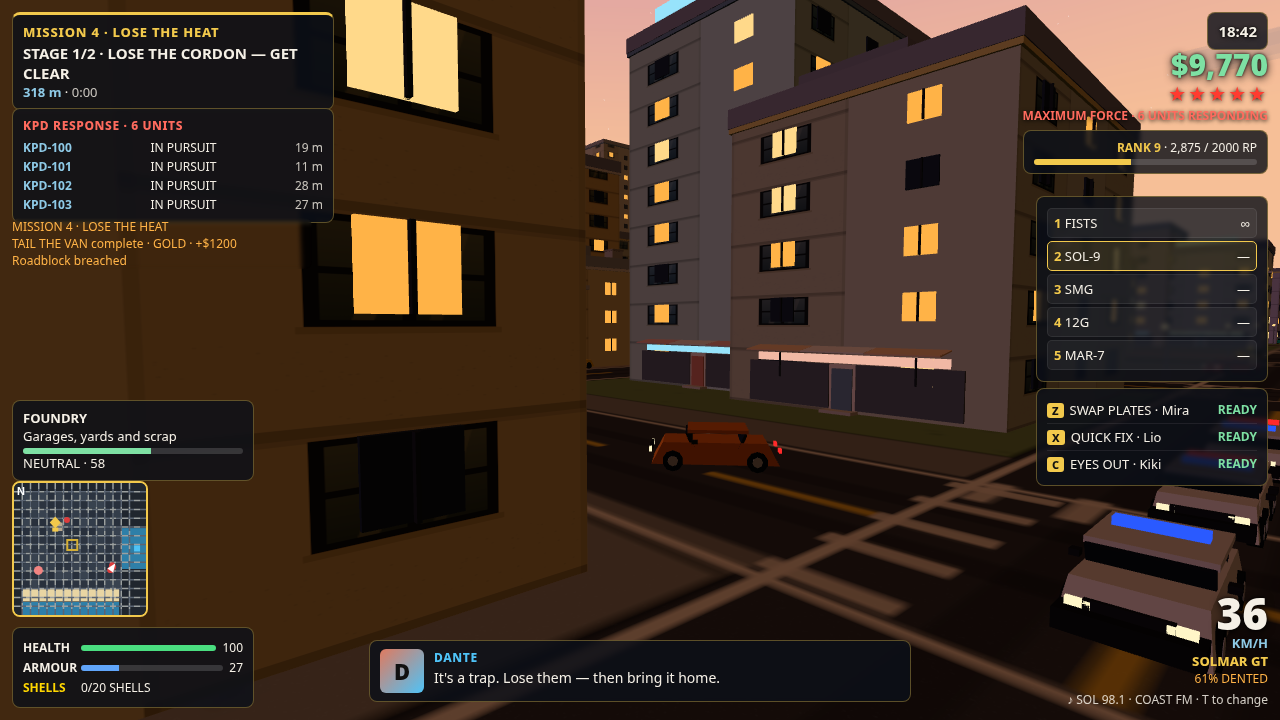 MISSION 4 · LOSE THE HEAT
STAGE 1/2 · LOSE THE CORDON — GET
CLEAR
318 m · 0:00
KPD RESPONSE · 6 UNITS
KPD-100 IN PURSUIT 19 m
KPD-101 IN PURSUIT 11 m
KPD-102 IN PURSUIT 28 m
KPD-103 IN PURSUIT 27 m
MISSION 4 · LOSE THE HEAT
TAIL THE VAN complete · GOLD · +$1200
Roadblock breached
18:42
$9,770
★★★★★
MAXIMUM FORCE · 6 UNITS RESPONDING
RANK 9 · 2,875 / 2000 RP
1 FISTS ∞
2 SOL-9 —
3 SMG —
4 12G —
5 MAR-7 —
Z SWAP PLATES · Mira READY
X QUICK FIX · Lio READY
C EYES OUT · Kiki READY
FOUNDRY
Garages, yards and scrap
NEUTRAL · 58
N
HEALTH 100
ARMOUR 27
SHELLS 0/20 SHELLS
D
DANTE
It's a trap. Lose them — then bring it home.
36
KM/H
SOLMAR GT
61% DENTED
♪ SOL 98.1 · COAST FM · T to change